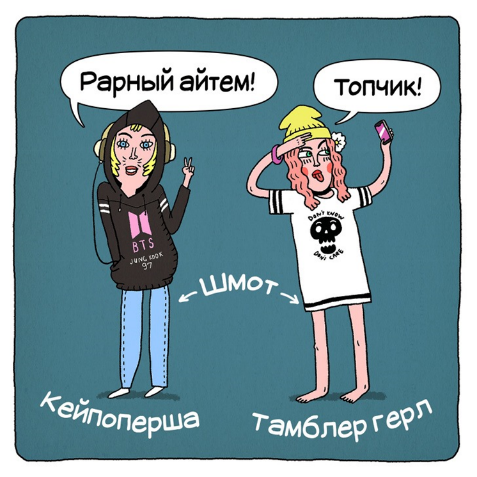 Рарный айтем!
Топчик!
BTS
JUNG KOOK
97
DON'T KNOW
DON'T CARE
← Шмот →
Кейпоперша
Тамблер герл